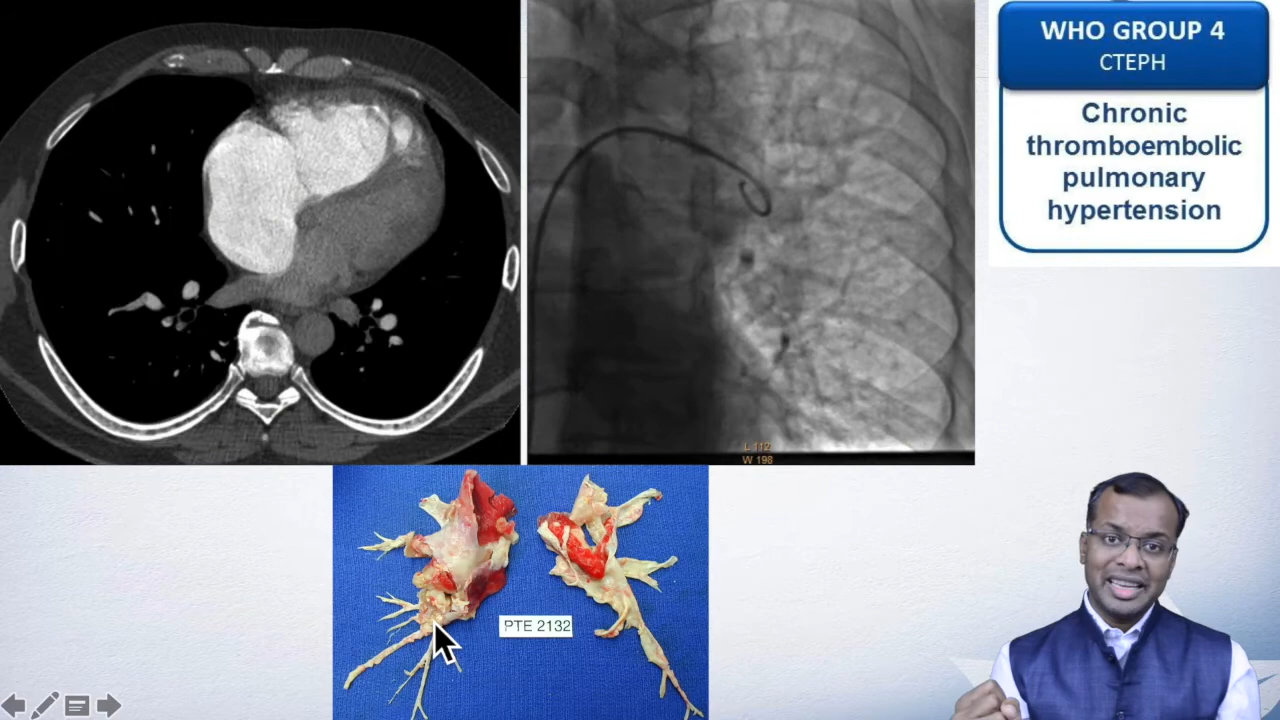 WHO GROUP 4
CTEPH
Chronic
thromboembolic
pulmonary
hypertension
L 112
W 198
PTE 2132